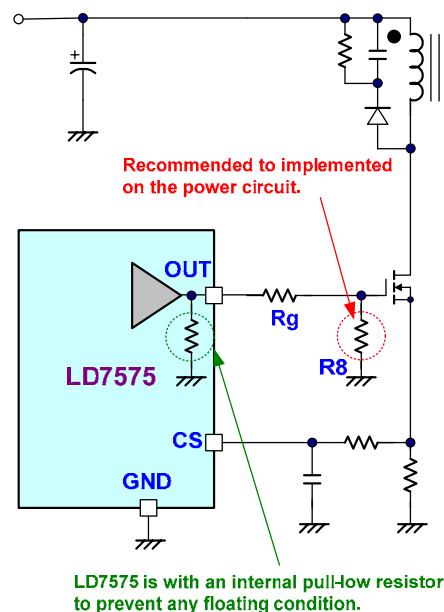 +
Recommended to implemented
on the power circuit.
OUT
Rg
R8
LD7575
CS
GND
LD7575 is with an internal pull-low resistor
to prevent any floating condition.